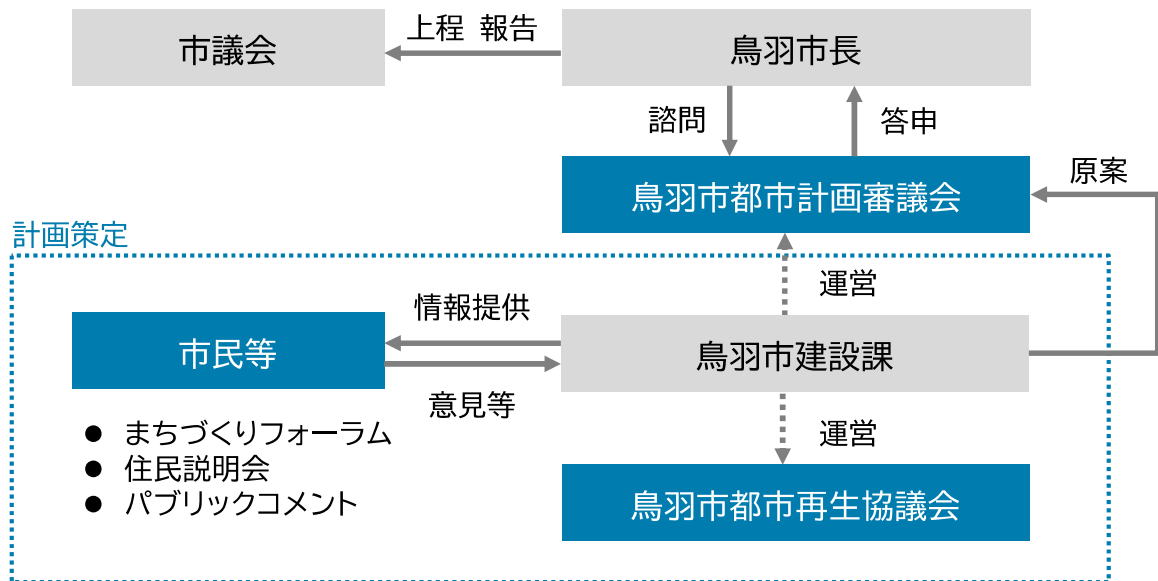 市議会
上程 報告
鳥羽市長
諮問
答申
鳥羽市都市計画審議会
原案
計画策定
運営
情報提供
市民等
鳥羽市建設課
意見等
● まちづくりフォーラム
● 住民説明会
● パブリックコメント
運営
鳥羽市都市再生協議会